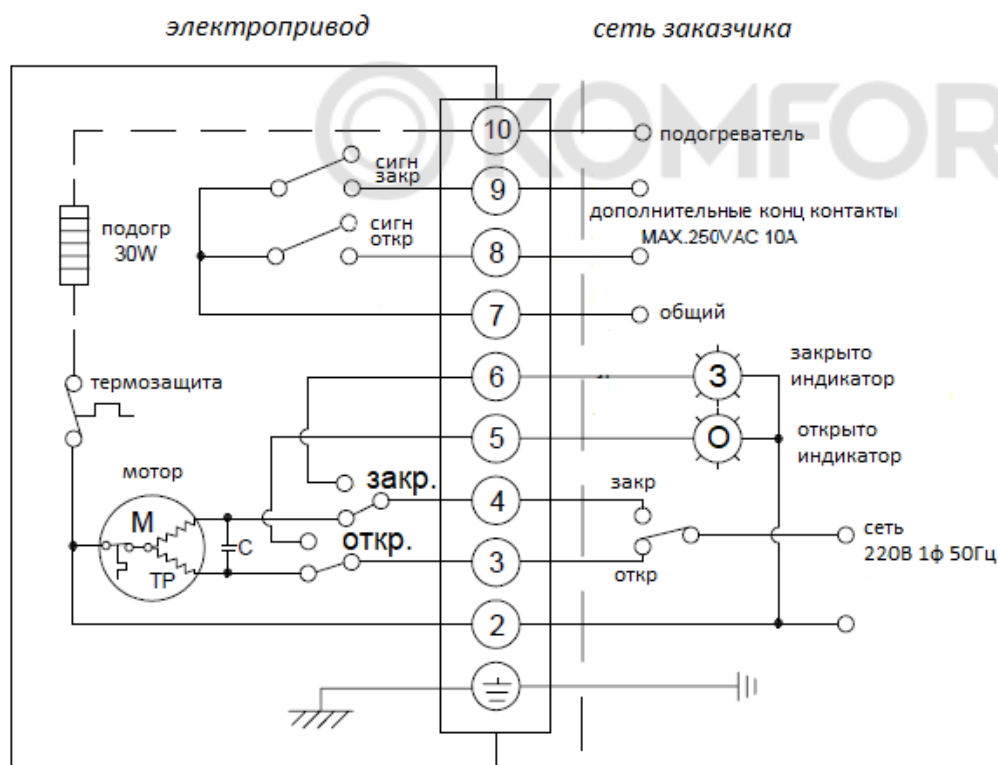 электропривод
сеть заказчика
KOMFOR
10
подогреватель
сигн
закр
9
дополнительные конц контакты
MAX.250VAC 10A
подогр
30W
сигн
откр
8
7
общий
6
З
закрыто
индикатор
термозащита
5
О
открыто
индикатор
мотор
закр.
4
закр
М
C
откр.
3
откр
сеть
220В 1ф 50Гц
ТР
2